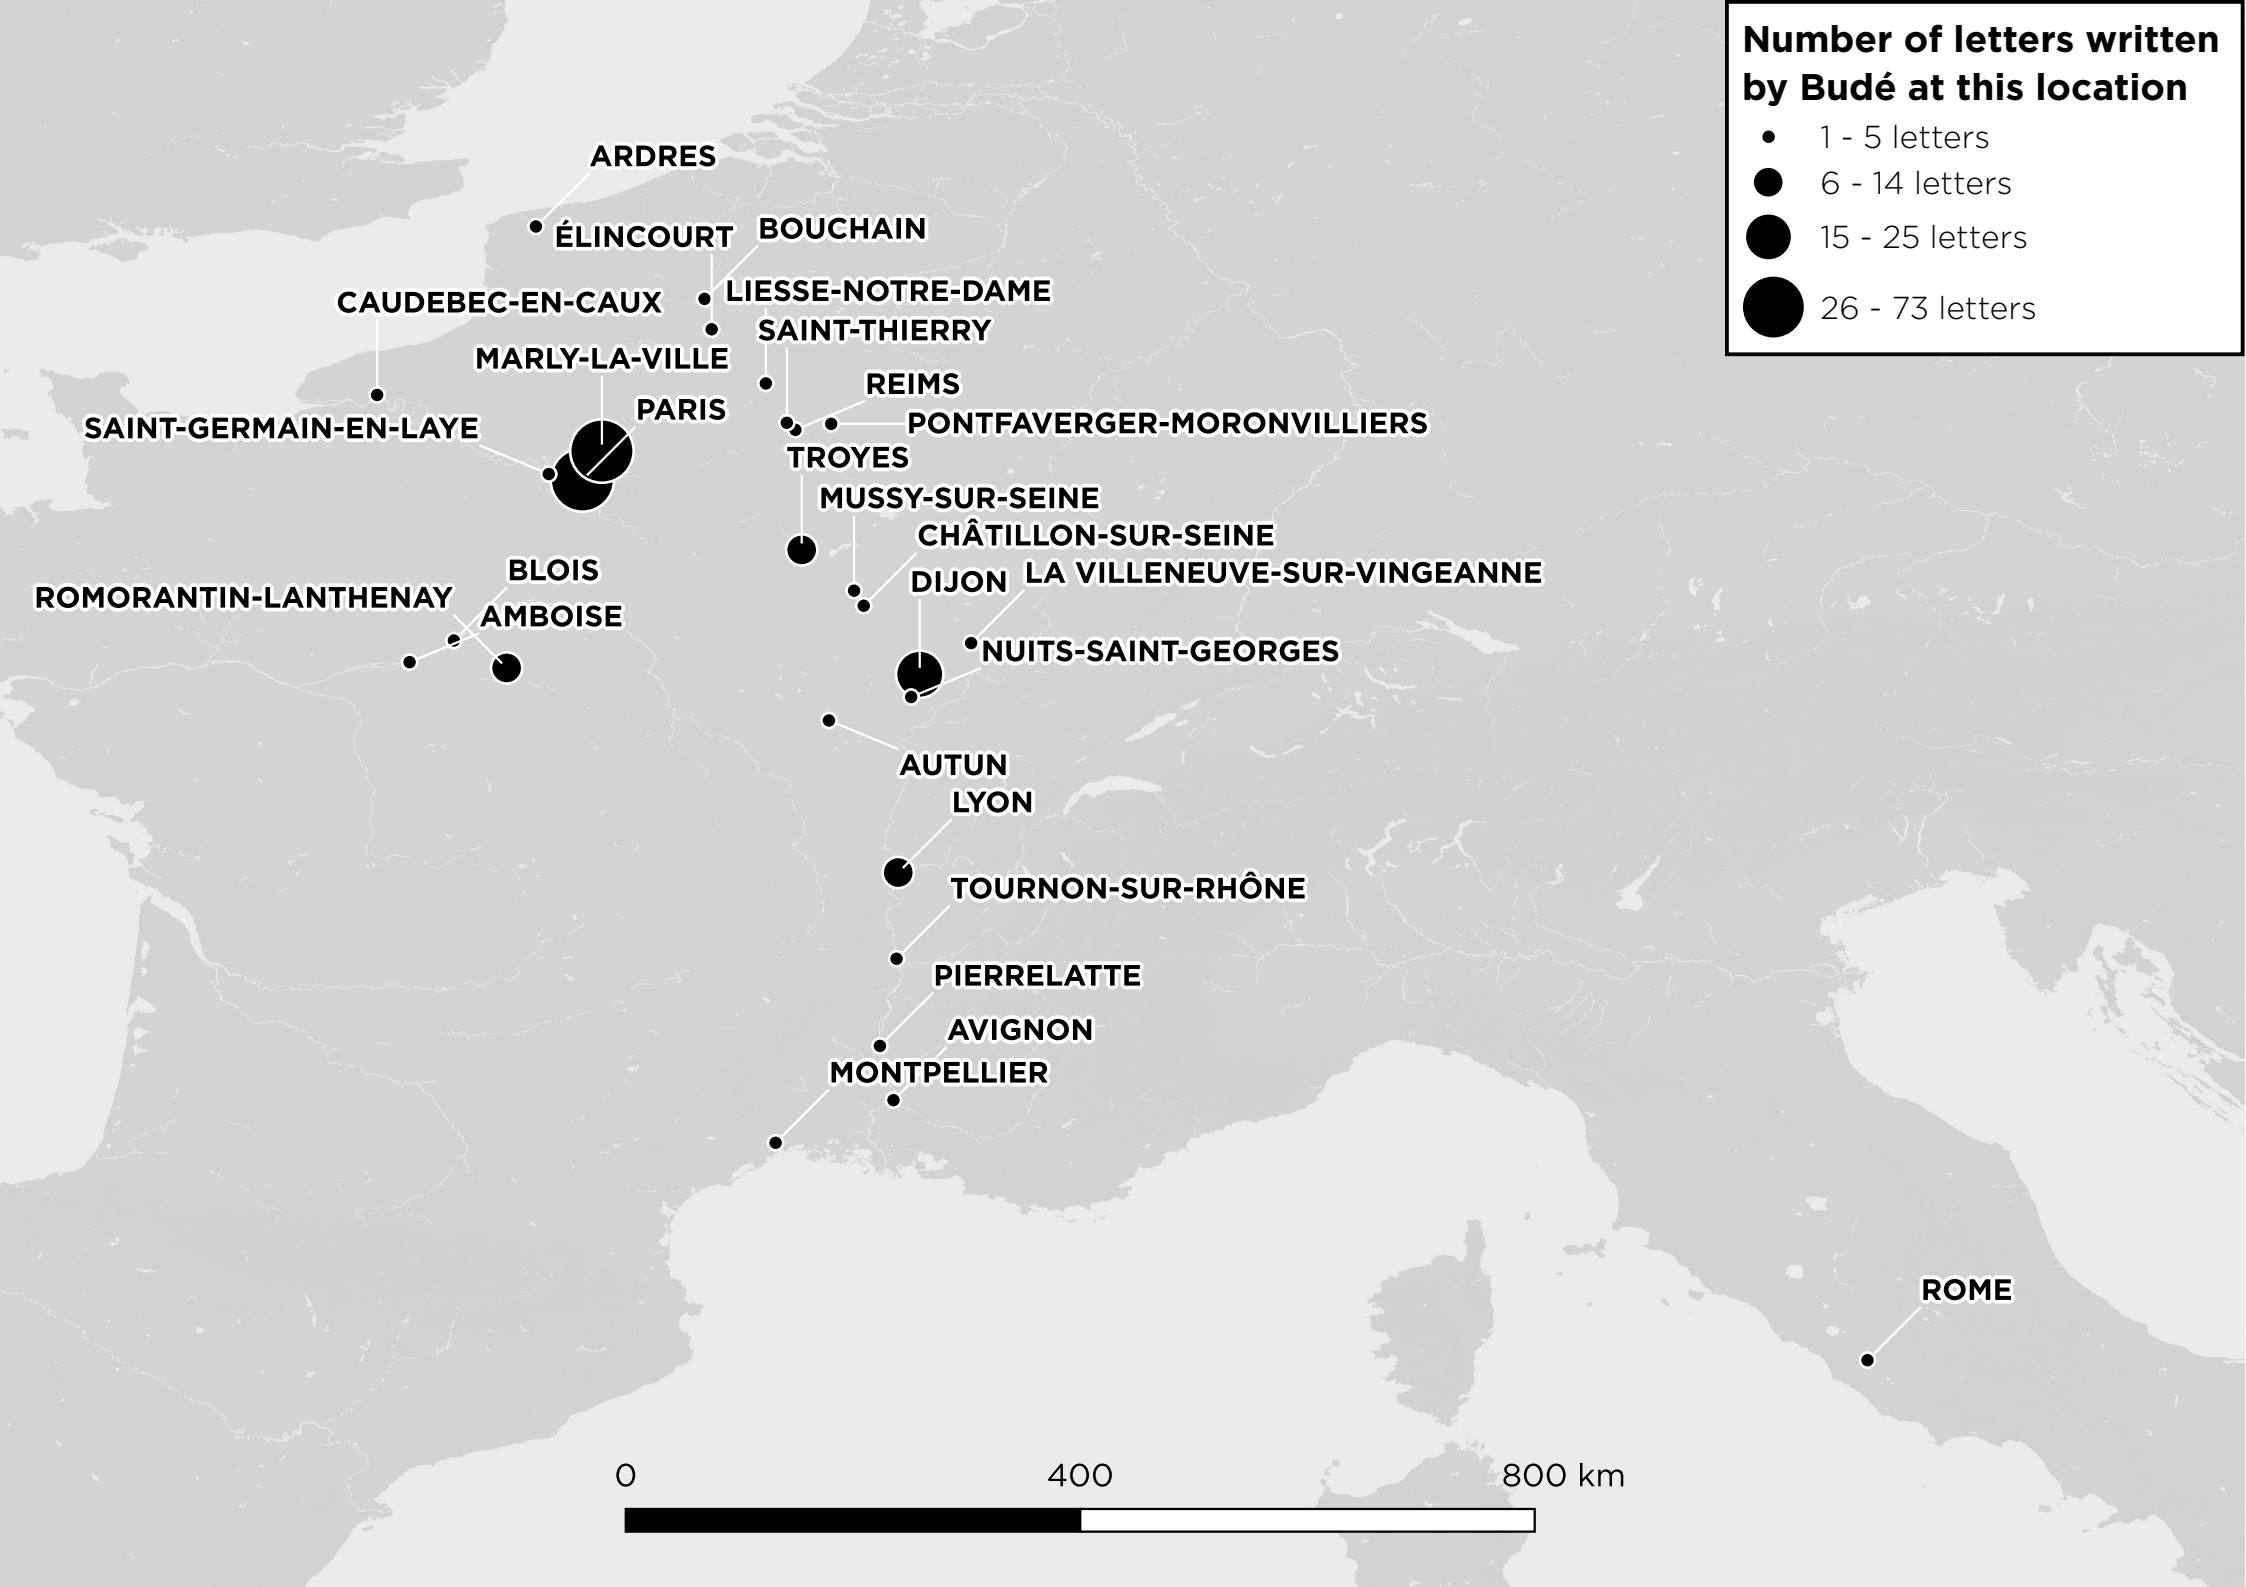 Number of letters written
by Budé at this location
1 - 5 letters
6 - 14 letters
15 - 25 letters
26 - 73 letters
ARDRES
ÉLINCOURT
BOUCHAIN
LIESSE-NOTRE-DAME
CAUDEBEC-EN-CAUX
SAINT-THIERRY
MARLY-LA-VILLE
REIMS
PARIS
PONTFAVERGER-MORONVILLIERS
SAINT-GERMAIN-EN-LAYE
TROYES
MUSSY-SUR-SEINE
CHÂTILLON-SUR-SEINE
BLOIS
DIJON
LA VILLENEUVE-SUR-VINGEANNE
ROMORANTIN-LANTHENAY
AMBOISE
NUITS-SAINT-GEORGES
AUTUN
LYON
TOURNON-SUR-RHÔNE
PIERRELATTE
AVIGNON
MONTPELLIER
ROME
0
400
800 km